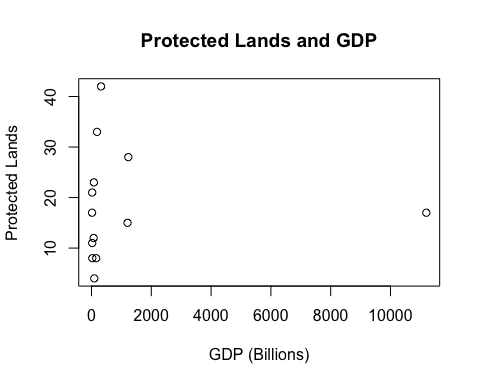 Protected Lands and GDP
Protected Lands
40
30
20
10
0 2000 4000 6000 8000 10000
GDP (Billions)